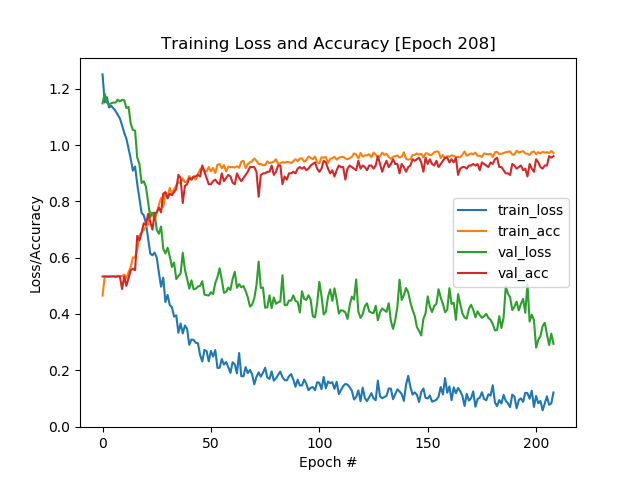 Training Loss and Accuracy [Epoch 208]
1.2
1.0
0.8
0.6
0.4
0.2
0.0
Loss/Accuracy
train_loss
train_acc
val_loss
val_acc
0 50 100 150 200
Epoch #